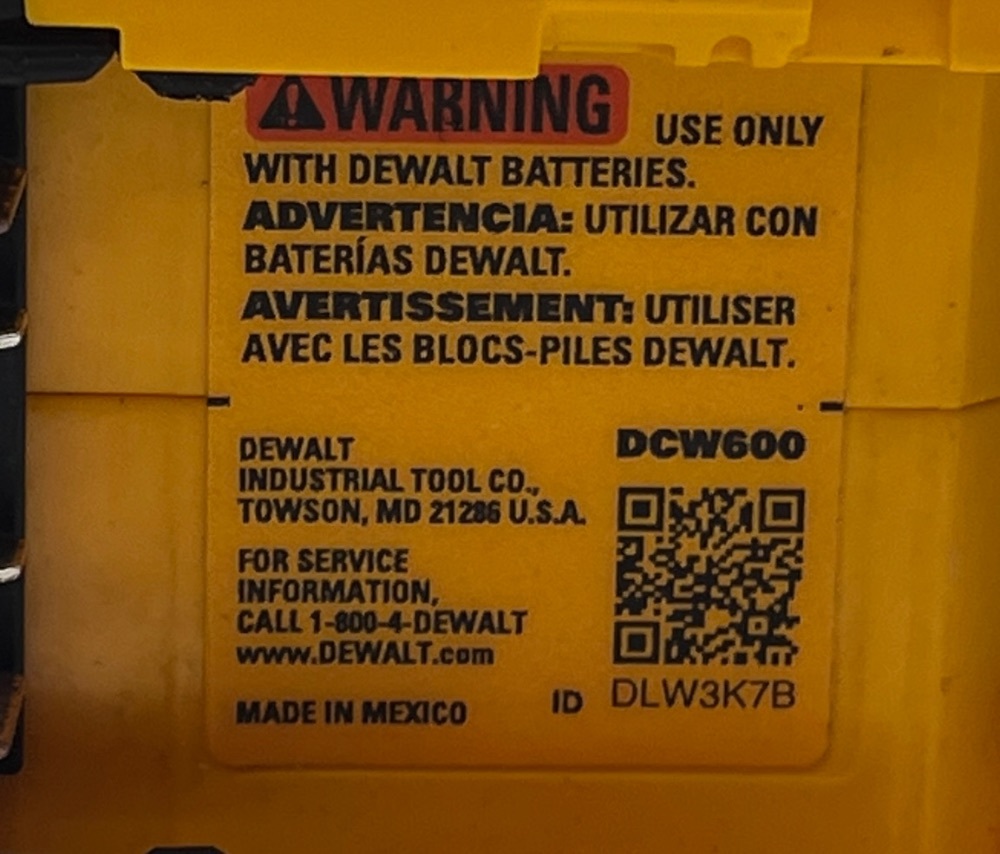 WARNING USE ONLY
WITH DEWALT BATTERIES.
ADVERTENCIA: UTILIZAR CON
BATERÍAS DEWALT.
AVERTISSEMENT: UTILISER
AVEC LES BLOCS-PILES DEWALT.
DEWALT
INDUSTRIAL TOOL CO.,
TOWSON, MD 21286 U.S.A.
FOR SERVICE
INFORMATION,
CALL 1-800-4-DEWALT
www.DEWALT.com
MADE IN MEXICO
DCW600
ID DLW3K7B